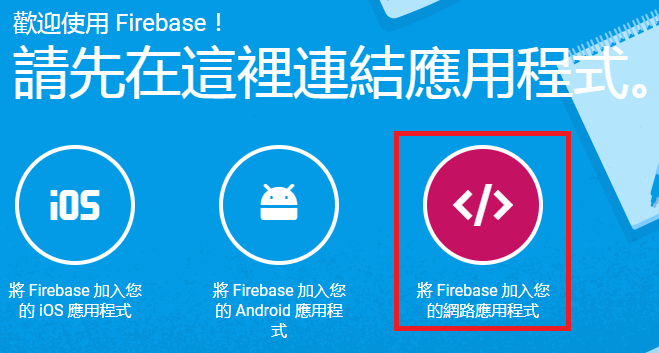 歡迎使用 Firebase！
請先在這裡連結應用程式。
iOS
</>
將 Firebase 加入您
的 iOS 應用程式
將 Firebase 加入您
的 Android 應用程
式
將 Firebase 加入您
的網路應用程式